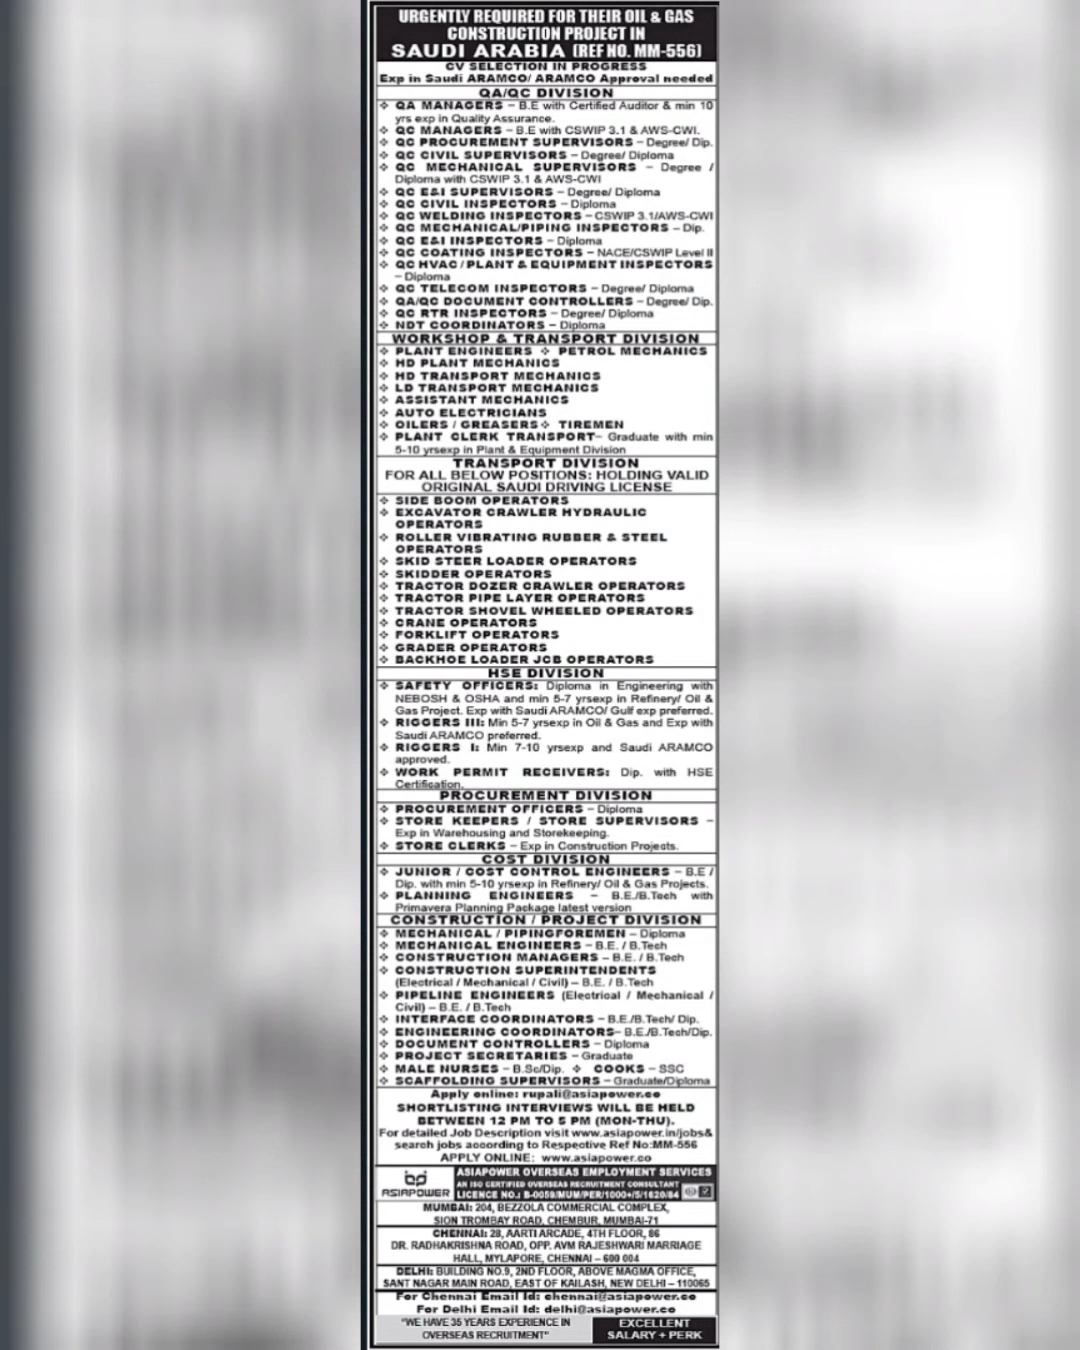 URGENTLY REQUIRED FOR THEIR OIL & GAS
CONSTRUCTION PROJECT IN
SAUDI ARABIA (REF NO. MM-556)
CV SELECTION IN PROGRESS
Exp in Saudi ARAMCO/ ARAMCO Approval needed
QA/QC DIVISION
❖ QA MANAGERS – B.E with Certified Auditor & min 10
yrs exp in Quality Assurance.
❖ QC MANAGERS – B.E with CSWIP 3.1 & AWS-CWI.
❖ QC PROCUREMENT SUPERVISORS – Degree/ Dip.
❖ QC CIVIL SUPERVISORS – Degree/ Diploma
❖ QC MECHANICAL SUPERVISORS – Degree /
Diploma with CSWIP 3.1 & AWS-CWI
❖ QC E&I SUPERVISORS – Degree/ Diploma
❖ QC CIVIL INSPECTORS – Diploma
❖ QC WELDING INSPECTORS – CSWIP 3.1/AWS-CWI
❖ QC MECHANICAL/PIPING INSPECTORS – Dip.
❖ QC E&I INSPECTORS – Diploma
❖ QC COATING INSPECTORS – NACE/CSWIP Level II
❖ QC HVAC / PLANT & EQUIPMENT INSPECTORS
– Diploma
❖ QC TELECOM INSPECTORS – Degree/ Diploma
❖ QA/QC DOCUMENT CONTROLLERS – Degree/ Dip.
❖ QC RTR INSPECTORS – Degree/ Diploma
❖ NDT COORDINATORS – Diploma
WORKSHOP & TRANSPORT DIVISION
❖ PLANT ENGINEERS ❖ PETROL MECHANICS
❖ HD PLANT MECHANICS
❖ HD TRANSPORT MECHANICS
❖ LD TRANSPORT MECHANICS
❖ ASSISTANT MECHANICS
❖ AUTO ELECTRICIANS
❖ OILERS / GREASERS ❖ TIREMEN
❖ PLANT CLERK TRANSPORT– Graduate with min
5-10 yrsexp in Plant & Equipment Division
TRANSPORT DIVISION
FOR ALL BELOW POSITIONS: HOLDING VALID
ORIGINAL SAUDI DRIVING LICENSE
❖ SIDE BOOM OPERATORS
❖ EXCAVATOR CRAWLER HYDRAULIC
OPERATORS
❖ ROLLER VIBRATING RUBBER & STEEL
OPERATORS
❖ SKID STEER LOADER OPERATORS
❖ SKIDDER OPERATORS
❖ TRACTOR DOZER CRAWLER OPERATORS
❖ TRACTOR PIPE LAYER OPERATORS
❖ TRACTOR SHOVEL WHEELED OPERATORS
❖ CRANE OPERATORS
❖ FORKLIFT OPERATORS
❖ GRADER OPERATORS
❖ BACKHOE LOADER JCB OPERATORS
HSE DIVISION
❖ SAFETY OFFICERS: Diploma in Engineering with
NEBOSH & OSHA and min 5-7 yrsexp in Refinery/ Oil &
Gas Project. Exp with Saudi ARAMCO/ Gulf exp preferred.
❖ RIGGERS III: Min 5-7 yrsexp in Oil & Gas and Exp with
Saudi ARAMCO preferred.
❖ RIGGERS I: Min 7-10 yrsexp and Saudi ARAMCO
approved.
❖ WORK PERMIT RECEIVERS: Dip. with HSE
Certification.
PROCUREMENT DIVISION
❖ PROCUREMENT OFFICERS – Diploma
❖ STORE KEEPERS / STORE SUPERVISORS –
Exp in Warehousing and Storekeeping.
❖ STORE CLERKS – Exp in Construction Projects.
COST DIVISION
❖ JUNIOR / COST CONTROL ENGINEERS – B.E /
Dip. with min 5-10 yrsexp in Refinery/ Oil & Gas Projects.
❖ PLANNING ENGINEERS – B.E./B.Tech with
Primavera Planning Package latest version
CONSTRUCTION / PROJECT DIVISION
❖ MECHANICAL / PIPINGFOREMEN – Diploma
❖ MECHANICAL ENGINEERS – B.E. / B.Tech
❖ CONSTRUCTION MANAGERS – B.E. / B.Tech
❖ CONSTRUCTION SUPERINTENDENTS
(Electrical / Mechanical / Civil) – B.E. / B.Tech
❖ PIPELINE ENGINEERS (Electrical / Mechanical /
Civil) – B.E. / B.Tech
❖ INTERFACE COORDINATORS – B.E./B.Tech/ Dip.
❖ ENGINEERING COORDINATORS– B.E./B.Tech/Dip.
❖ DOCUMENT CONTROLLERS – Diploma
❖ PROJECT SECRETARIES – Graduate
❖ MALE NURSES – B.Sc/Dip. ❖ COOKS – SSC
❖ SCAFFOLDING SUPERVISORS – Graduate/Diploma
Apply online: rupali@asiapower.co
SHORTLISTING INTERVIEWS WILL BE HELD
BETWEEN 12 PM TO 5 PM (MON-THU).
For detailed Job Description visit www.asiapower.in/jobs&
search jobs according to Respective Ref No:MM-556
APPLY ONLINE: www.asiapower.co
ASIAPOWER
ASIAPOWER OVERSEAS EMPLOYMENT SERVICES
AN ISO CERTIFIED OVERSEAS RECRUITMENT CONSULTANT
LICENCE NO.: B-0059/MUM/PER/1000+/5/1620/84
MUMBAI: 204, BEZZOLA COMMERCIAL COMPLEX,
SION TROMBAY ROAD, CHEMBUR, MUMBAI-71
CHENNAI: 28, AARTI ARCADE, 4TH FLOOR, 86
DR. RADHAKRISHNA ROAD, OPP. AVM RAJESHWARI MARRIAGE
HALL, MYLAPORE, CHENNAI – 600 004
DELHI: BUILDING NO.9, 2ND FLOOR, ABOVE MAGMA OFFICE,
SANT NAGAR MAIN ROAD, EAST OF KAILASH, NEW DELHI – 110065
For Chennai Email Id: chennai@asiapower.co
For Delhi Email Id: delhi@asiapower.co
"WE HAVE 35 YEARS EXPERIENCE IN
OVERSEAS RECRUITMENT"
EXCELLENT
SALARY + PERK